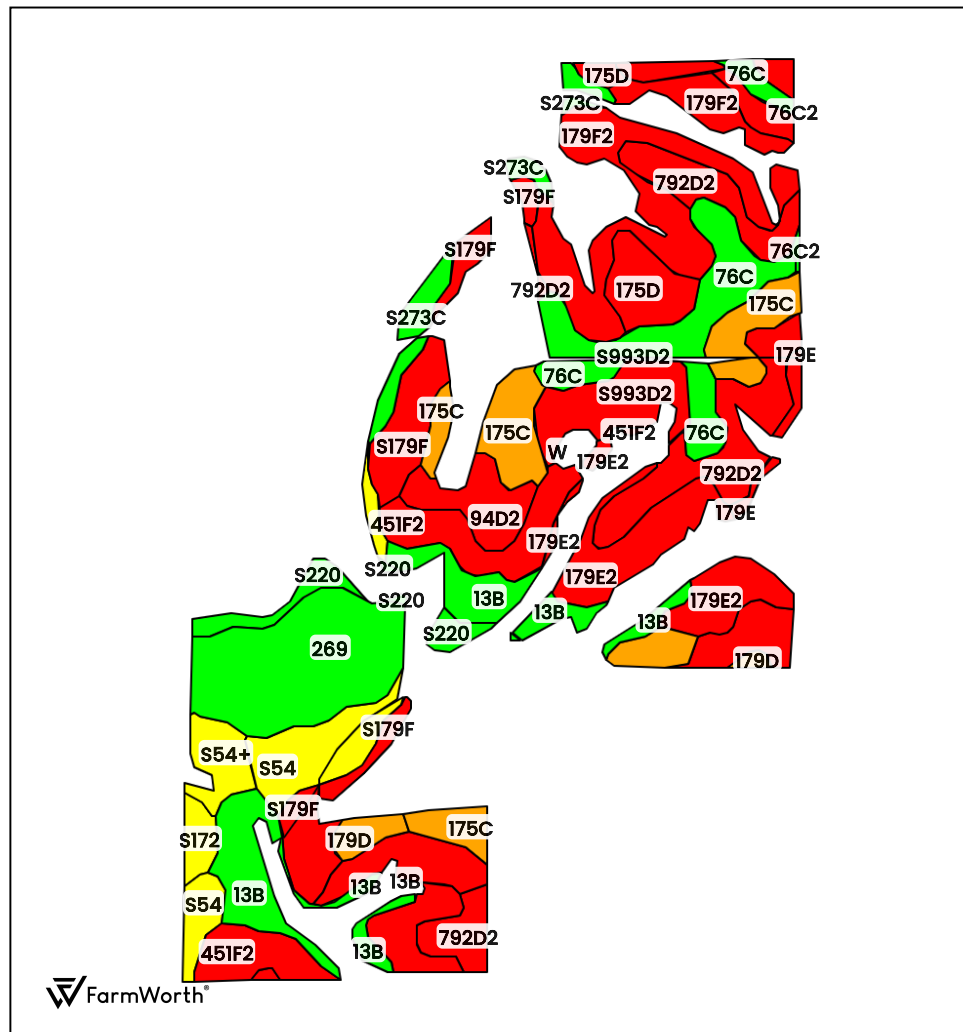 175D
76C
S273C
179F2
76C2
179F2
S273C
792D2
S179F
S179F
76C2
76C
792D2
175D
175C
S273C
S993D2
179E
76C
S993D2
175C
175C
451F2
76C
S179F
W
179E2
792D2
94D2
179E
451F2
179E2
S220
S220
179E2
S220
13B
179E2
13B
13B
S220
269
179D
S179F
S54+
S54
S179F
175C
S172
179D
13B
13B
13B
S54
792D2
451F2
13B
FarmWorth®